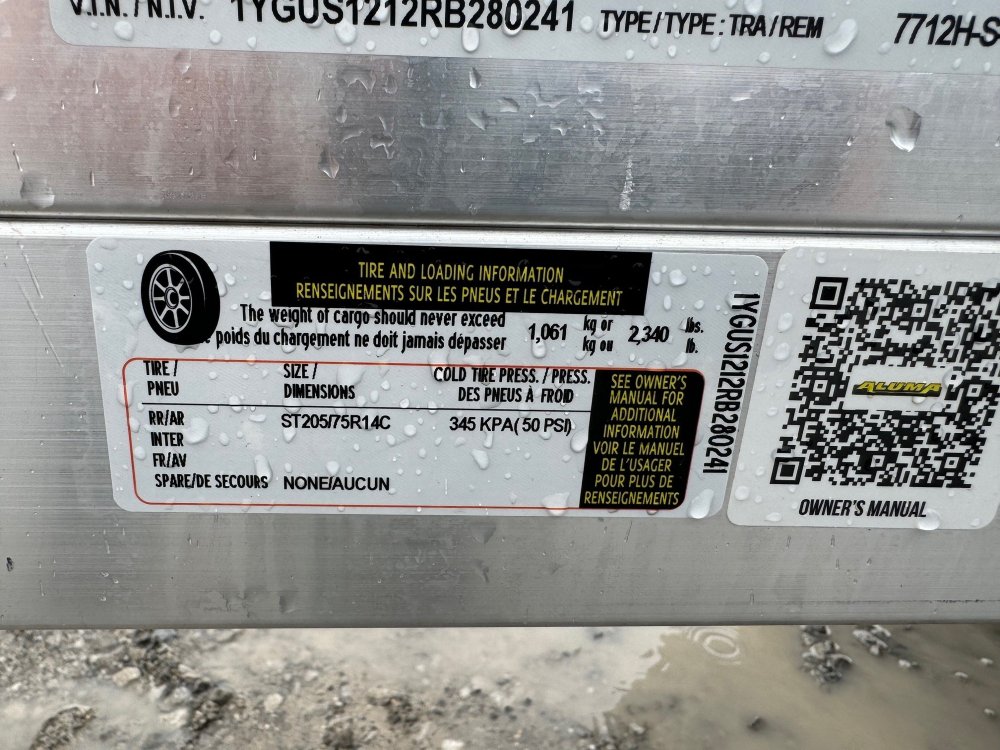 V.I.N. / N.I.V. 1YGUS1212RB280241 TYPE/TYPE : TRA/REM 7712H-S
TIRE AND LOADING INFORMATION
RENSEIGNEMENTS SUR LES PNEUS ET LE CHARGEMENT
The weight of cargo should never exceed 1,061 kg or 2,340 lbs.
poids du chargement ne doit jamais dépasser kg ou lb.
TIRE / PNEU
SIZE / DIMENSIONS
COLD TIRE PRESS. / PRESS. DES PNEUS À FROID
RR/AR ST205/75R14C 345 KPA( 50 PSI)
INTER
FR/AV
SPARE/DE SECOURS NONE/AUCUN
SEE OWNER'S
MANUAL FOR
ADDITIONAL
INFORMATION
VOIR LE MANUEL
DE L'USAGER
POUR PLUS DE
RENSEIGNEMENTS
1YGUS1212RB280241
ALUMA
OWNER'S MANUAL